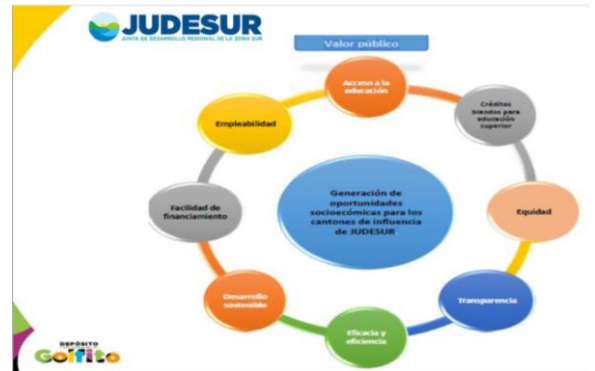 JUDESUR
JUNTA DE DESARROLLO REGIONAL DE LA ZONA SUR
Valor público
Acceso a la
educación
Créditos
blandos para
educación
superior
Equidad
Transparencia
Eficacia y
eficiencia
Desarrollo
sostenible
Facilidad de
financiamiento
Empleabilidad
Generación de
oportunidades
socioecómicas para los
cantones de influencia
de JUDESUR
DEPÓSITO
Golfito